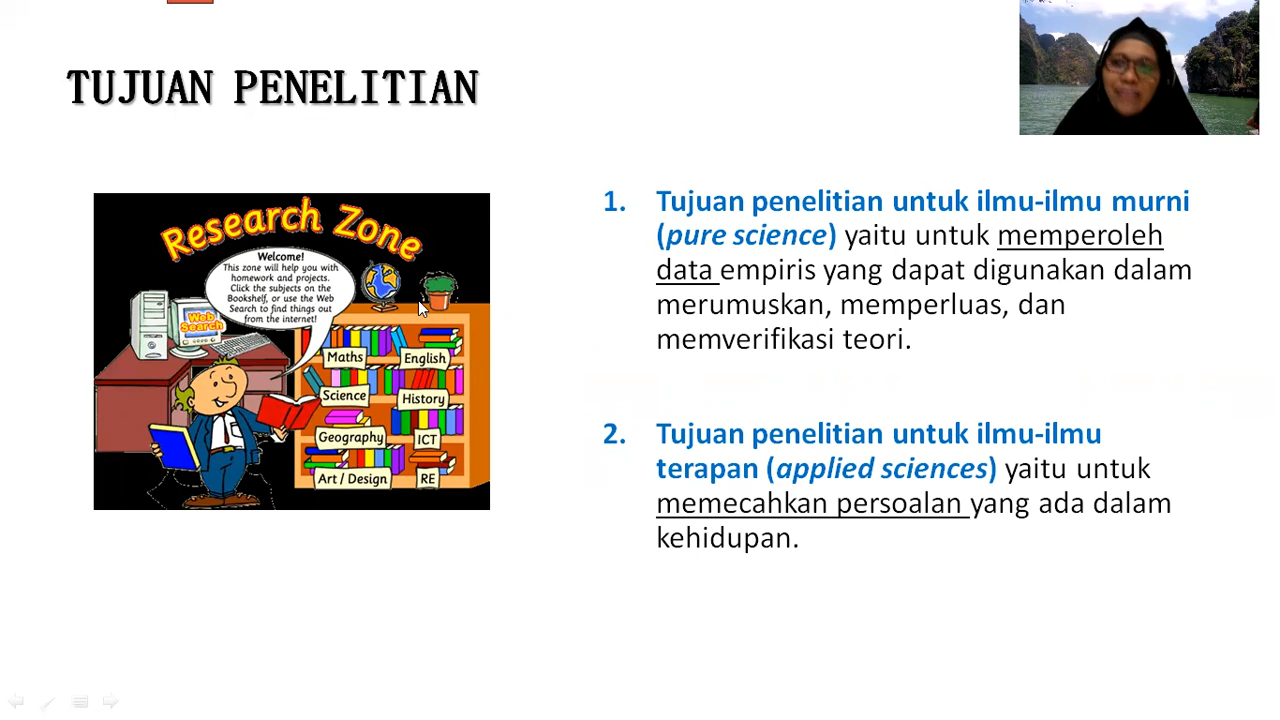 TUJUAN PENELITIAN
Research Zone
Welcome!
This zone will help you with
homework and projects.
Click the subjects on the
Bookshelf, or use the Web
Search to find things out
from the internet!
Web
Search
Maths
English
Science
History
Geography
ICT
Art / Design
RE
1. Tujuan penelitian untuk ilmu-ilmu murni
(pure science) yaitu untuk memperoleh
data empiris yang dapat digunakan dalam
merumuskan, memperluas, dan
memverifikasi teori.
2. Tujuan penelitian untuk ilmu-ilmu
terapan (applied sciences) yaitu untuk
memecahkan persoalan yang ada dalam
kehidupan.